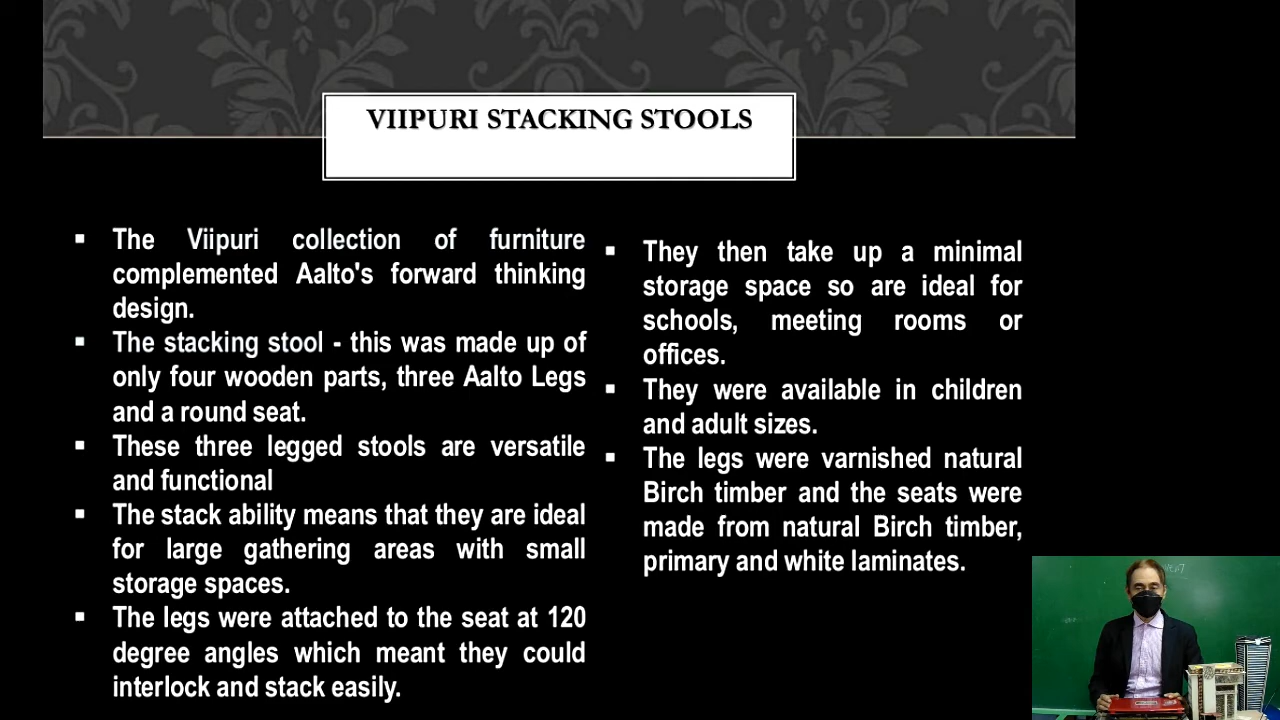 VIIPURI STACKING STOOLS
▪ The Viipuri collection of furniture
complemented Aalto's forward thinking
design.
▪ The stacking stool - this was made up of
only four wooden parts, three Aalto Legs
and a round seat.
▪ These three legged stools are versatile
and functional
▪ The stack ability means that they are ideal
for large gathering areas with small
storage spaces.
▪ The legs were attached to the seat at 120
degree angles which meant they could
interlock and stack easily.
▪ They then take up a minimal
storage space so are ideal for
schools, meeting rooms or
offices.
▪ They were available in children
and adult sizes.
▪ The legs were varnished natural
Birch timber and the seats were
made from natural Birch timber,
primary and white laminates.